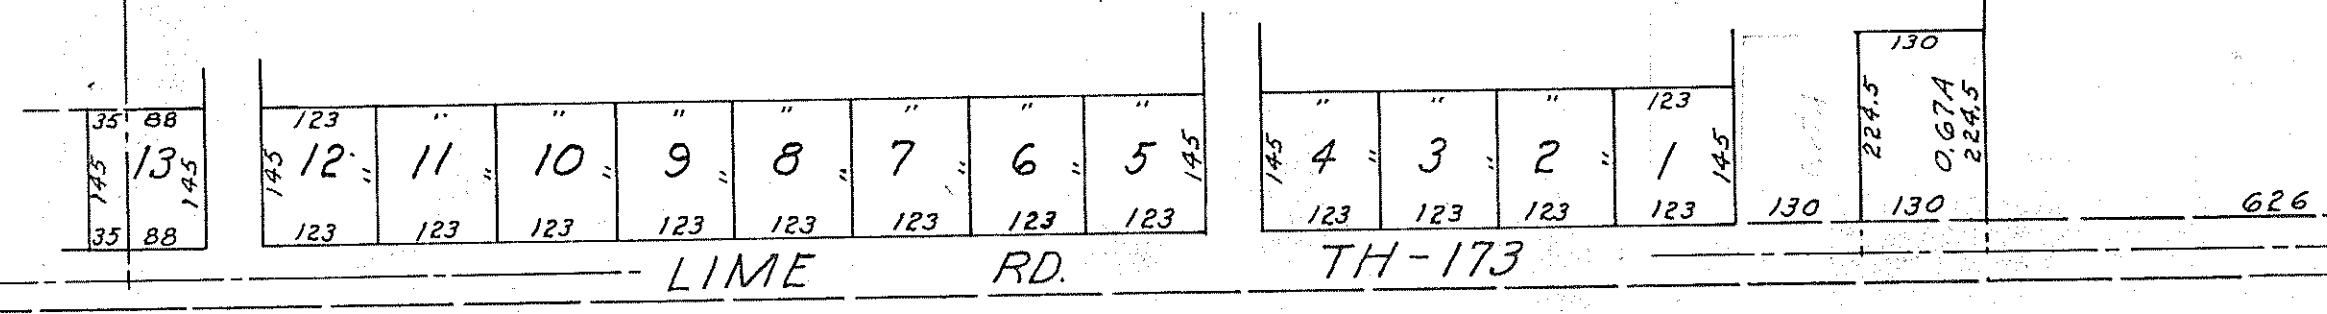 130
35 88 123 " " " " " " " " " " 123
145 13 145 145 12 " 11 " 10 " 9 " 8 " 7 " 6 " 5 145 145 4 " 3 " 2 " 1 145 224.5 0.67A 224.5
35 88 123 123 123 123 123 123 123 123 123 123 123 123 130 130 626
LIME RD. TH-173